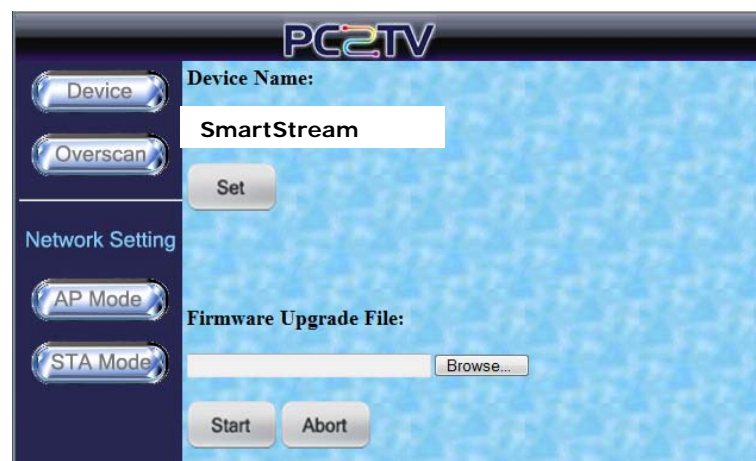 PC2TV
Device
Overscan
Network Setting
AP Mode
STA Mode
Device Name:
SmartStream
Set
Firmware Upgrade File:
Browse...
Start Abort